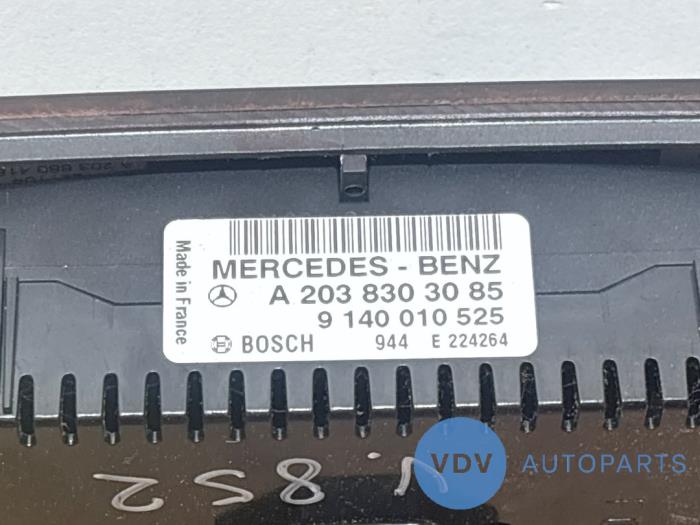 Made in France
MERCEDES - BENZ
A 203 830 30 85
9 140 010 525
BOSCH 944 E 224264
V. 852
VDV AUTOPARTS